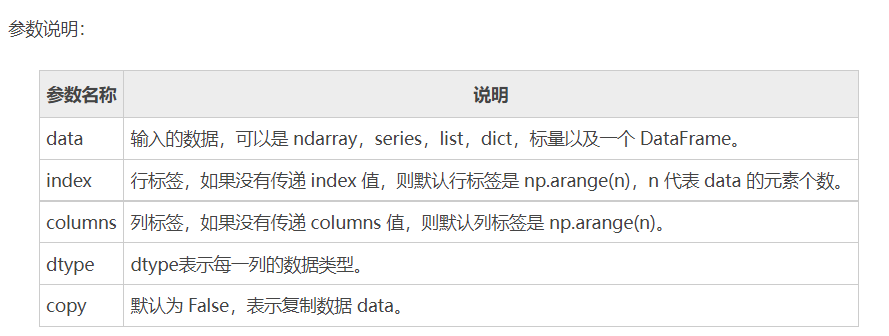 参数说明：
参数名称 说明
data 输入的数据，可以是 ndarray，series，list，dict，标量以及一个 DataFrame。
index 行标签，如果没有传递 index 值，则默认行标签是 np.arange(n)，n 代表 data 的元素个数。
columns 列标签，如果没有传递 columns 值，则默认列标签是 np.arange(n)。
dtype dtype表示每一列的数据类型。
copy 默认为 False，表示复制数据 data。